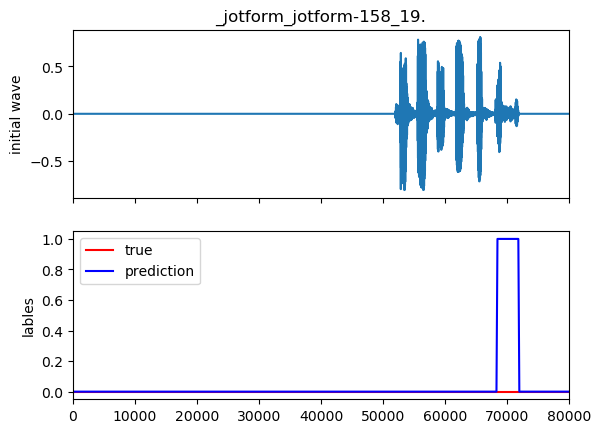 _jotform_jotform-158_19.
initial wave
0.5
0.0
−0.5
lables
1.0
0.8
0.6
0.4
0.2
0.0
true
prediction
0 10000 20000 30000 40000 50000 60000 70000 80000